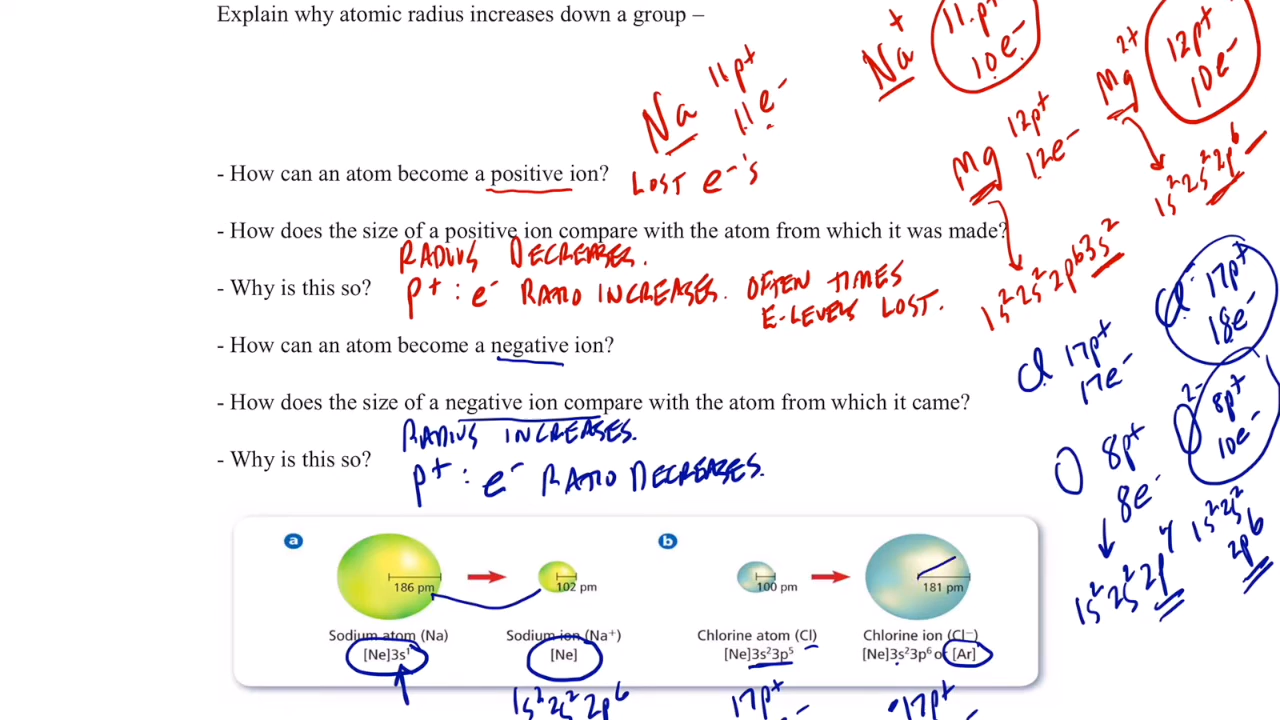 Explain why atomic radius increases down a group –
Na⁺ 11p⁺
10e⁻
Mg²⁺ 12p⁺
10e⁻
1s²2s²2p⁶
Na 11p⁺
11e⁻
Mg 12p⁺
12e⁻
1s²2s²2p⁶3s²
- How can an atom become a positive ion? LOST e⁻'s
- How does the size of a positive ion compare with the atom from which it was made?
RADIUS DECREASES.
- Why is this so? p⁺ : e⁻ RATIO INCREASES. OFTEN TIMES
E-LEVELS LOST.
- How can an atom become a negative ion?
Cl 17p⁺
17e⁻
Cl⁻ 17p⁺
18e⁻
- How does the size of a negative ion compare with the atom from which it came?
RADIUS INCREASES.
- Why is this so? p⁺ : e⁻ RATIO DECREASES.
O 8p⁺
8e⁻
1s²2s²2p⁴
O²⁻ 8p⁺
10e⁻
1s²2s²
2p⁶
a
b
186 pm
102 pm
100 pm
181 pm
Sodium atom (Na)
[Ne]3s¹
Sodium ion (Na⁺)
[Ne]
Chlorine atom (Cl)
[Ne]3s²3p⁵
Chlorine ion (Cl⁻)
[Ne]3s²3p⁶ or [Ar]
1s²2s²2p⁶
17p⁺
17p⁺